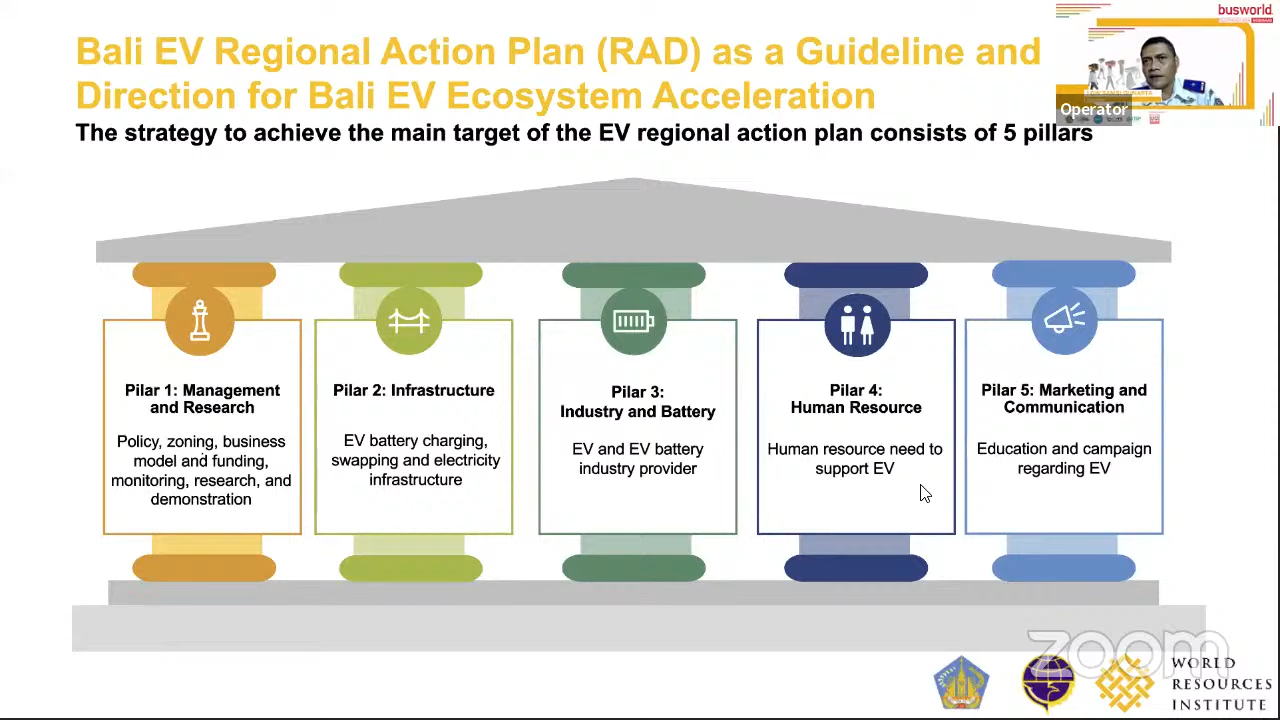 Bali EV Regional Action Plan (RAD) as a Guideline and
Direction for Bali EV Ecosystem Acceleration
The strategy to achieve the main target of the EV regional action plan consists of 5 pillars
busworld
Operator
Pilar 1: Management
and Research
Policy, zoning, business
model and funding,
monitoring, research, and
demonstration
Pilar 2: Infrastructure
EV battery charging,
swapping and electricity
infrastructure
Pilar 3:
Industry and Battery
EV and EV battery
industry provider
Pilar 4:
Human Resource
Human resource need to
support EV
Pilar 5: Marketing and
Communication
Education and campaign
regarding EV
zoom
WORLD
RESOURCES
INSTITUTE